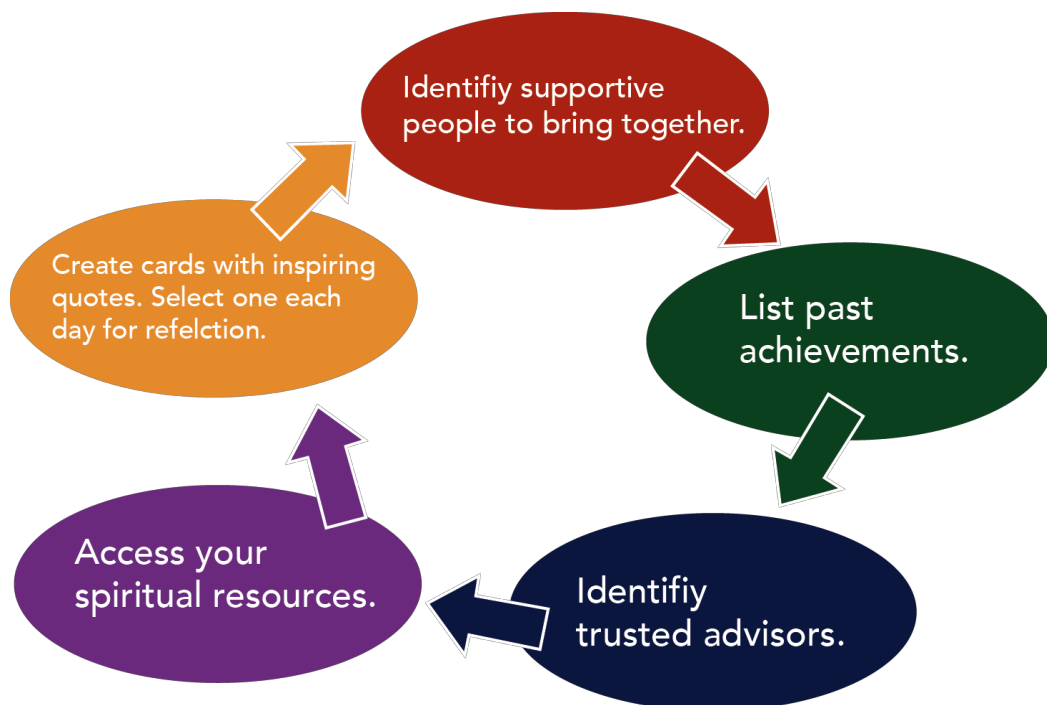 Identifiy supportive
people to bring together.
List past
achievements.
Identifiy
trusted advisors.
Access your
spiritual resources.
Create cards with inspiring
quotes. Select one each
day for refelction.